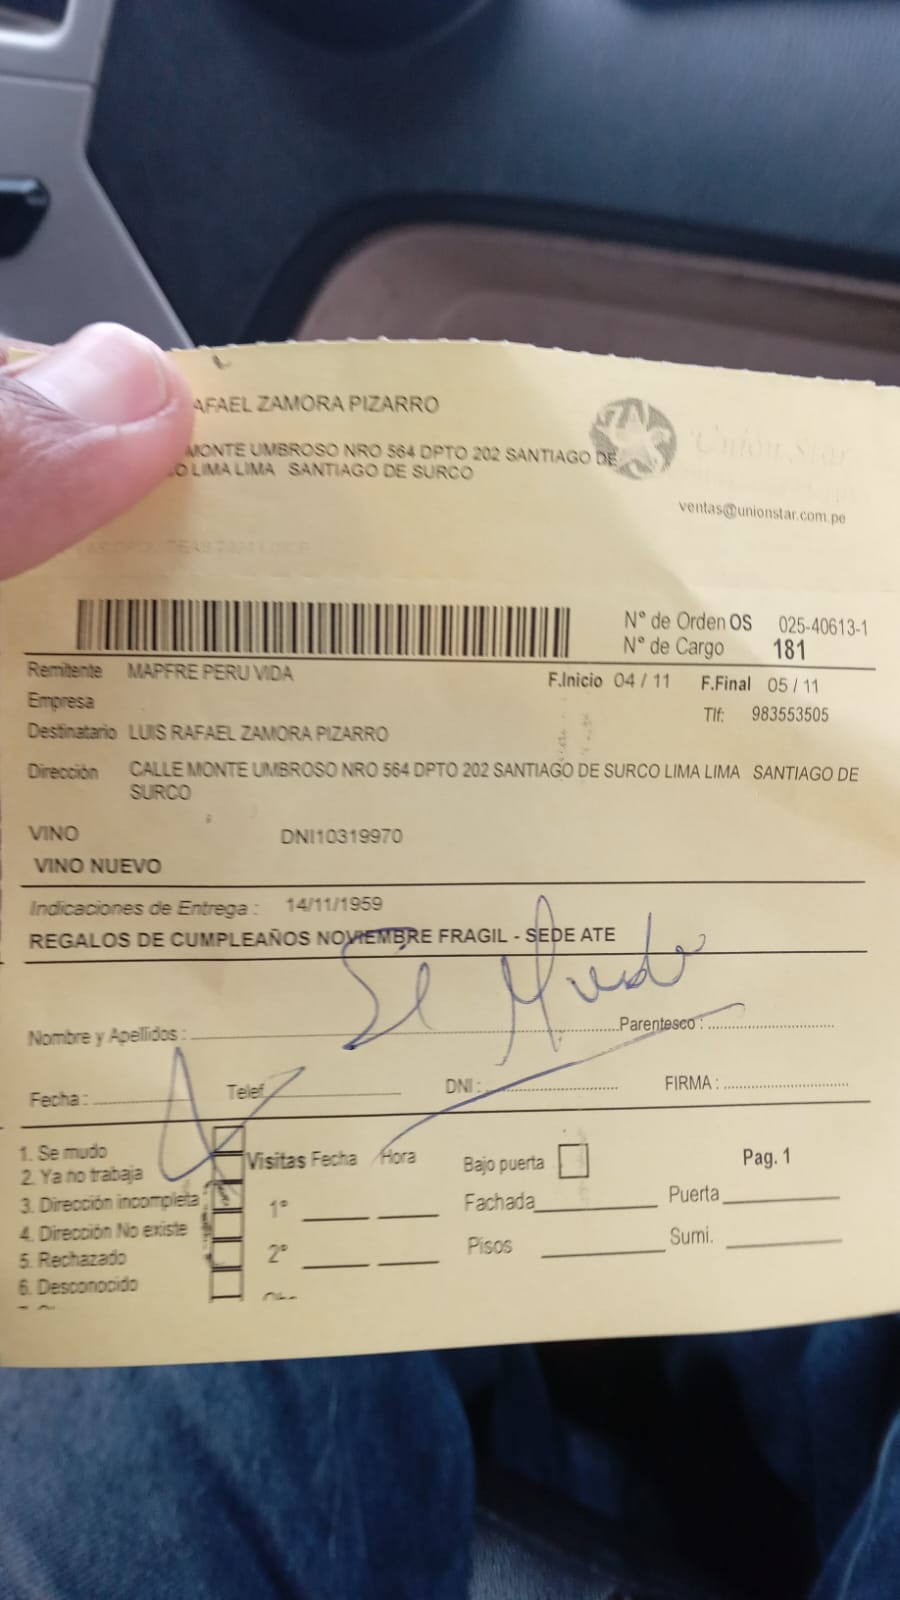 AFAEL ZAMORA PIZARRO
MONTE UMBROSO NRO 564 DPTO 202 SANTIAGO DE
O LIMA LIMA SANTIAGO DE SURCO
Union Star
ventas@unionstar.com.pe
N° de Orden OS 025-40613-1
N° de Cargo 181
Remitente MAPFRE PERU VIDA
F.Inicio 04 / 11 F.Final 05 / 11
Empresa
Tlf: 983553505
Destinatario LUIS RAFAEL ZAMORA PIZARRO
Dirección CALLE MONTE UMBROSO NRO 564 DPTO 202 SANTIAGO DE SURCO LIMA LIMA SANTIAGO DE
SURCO
VINO DNI10319970
VINO NUEVO
Indicaciones de Entrega : 14/11/1959
REGALOS DE CUMPLEAÑOS NOVIEMBRE FRAGIL - SEDE ATE
Se Mudo
Nombre y Apellidos : Parentesco :
Fecha : Telef. DNI : FIRMA :
1. Se mudo
2. Ya no trabaja
3. Dirección incompleta
4. Dirección No existe
5. Rechazado
6. Desconocido
Visitas Fecha Hora
1°
2°
Bajo puerta
Pag. 1
Fachada Puerta
Pisos Sumi.